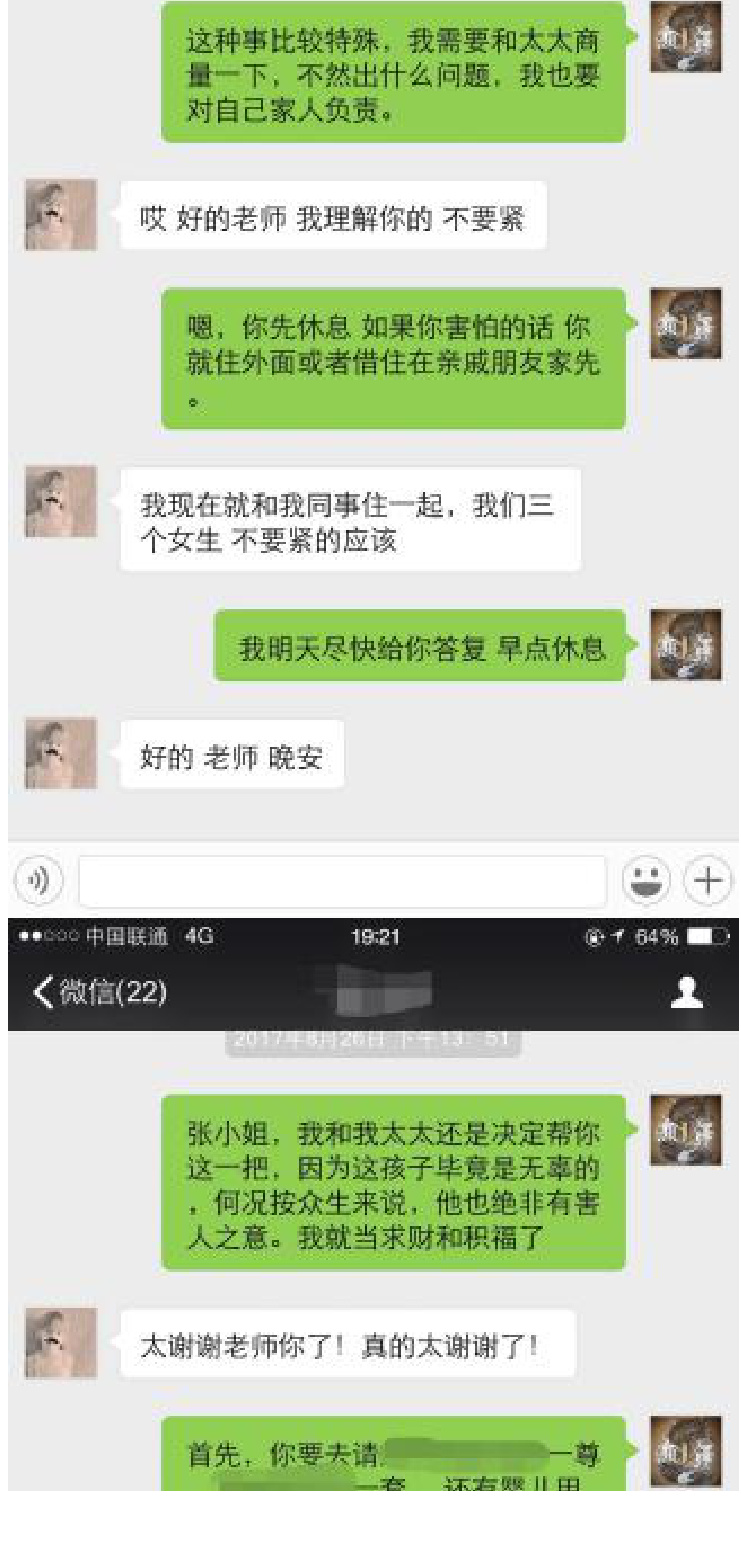 这种事比较特殊，我需要和太太商
量一下，不然出什么问题，我也要
对自己家人负责。
哎 好的老师 我理解你的 不要紧
嗯，你先休息 如果你害怕的话 你
就住外面或者借住在亲戚朋友家先
。
我现在就和我同事住一起，我们三
个女生 不要紧的应该
我明天尽快给你答复 早点休息
好的 老师 晚安
中国联通 4G 19:21 64%
微信(22)
2017年8月26日 下午13：51
张小姐，我和我太太还是决定帮你
这一把，因为这孩子毕竟是无辜的
，何况按众生来说，他也绝非有害
人之意。我就当求财和积福了
太谢谢老师你了！真的太谢谢了！
首先，你要去请 一尊
一套 还有婴儿用